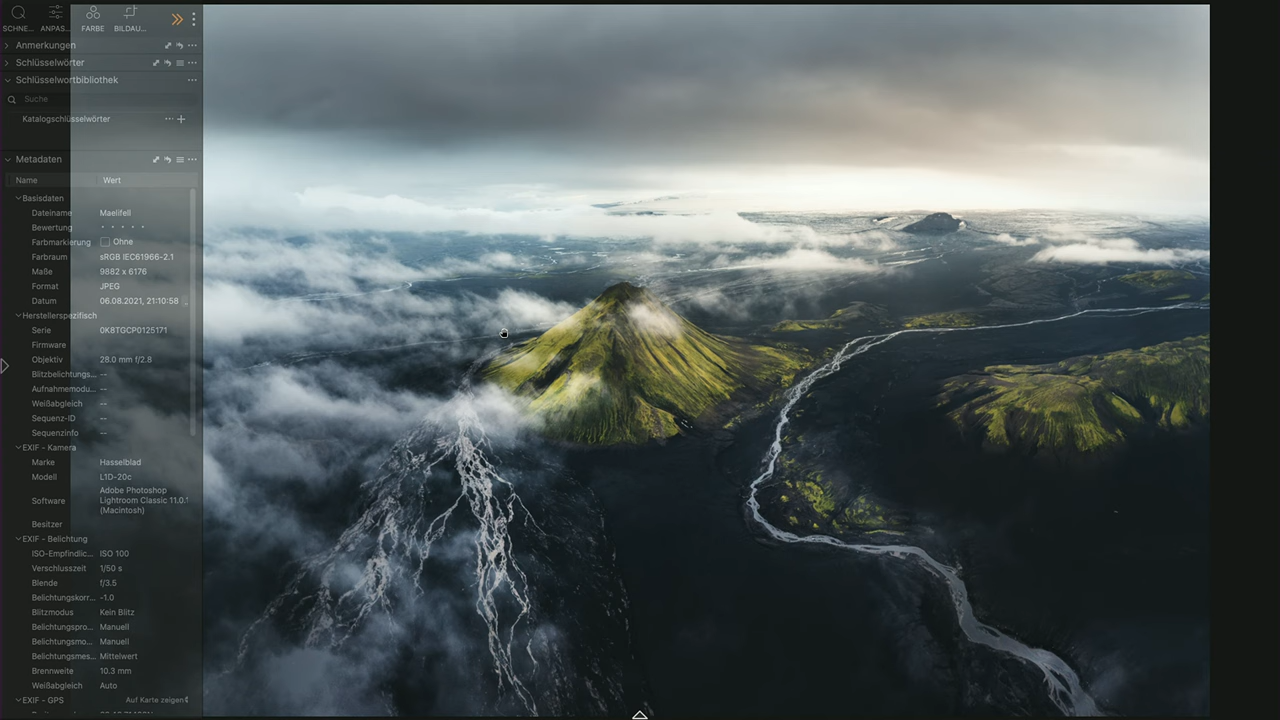 SCHNE... ANPAS... FARBE BILDAU...
Anmerkungen
Schlüsselwörter
Schlüsselwortbibliothek
Suche
Katalogschlüsselwörter
Metadaten
Name Wert
Basisdaten
Dateiname Maelifell
Bewertung
Farbmarkierung Ohne
Farbraum sRGB IEC61966-2.1
Maße 9882 x 6176
Format JPEG
Datum 06.08.2021, 21:10:58
Herstellerspezifisch
Serie 0K8TGCP0125171
Firmware
Objektiv 28.0 mm f/2.8
Blitzbelichtungs... --
Aufnahmemodu... --
Weißabgleich --
Sequenz-ID --
Sequenzinfo --
EXIF - Kamera
Marke Hasselblad
Modell L1D-20c
Software Adobe Photoshop
Lightroom Classic 11.0.1
(Macintosh)
Besitzer
EXIF - Belichtung
ISO-Empfindlic... ISO 100
Verschlusszeit 1/50 s
Blende f/3.5
Belichtungskorr... -1.0
Blitzmodus Kein Blitz
Belichtungspro... Manuell
Belichtungsmo... Manuell
Belichtungsmes... Mittelwert
Brennweite 10.3 mm
Weißabgleich Auto
EXIF - GPS Auf Karte zeigen